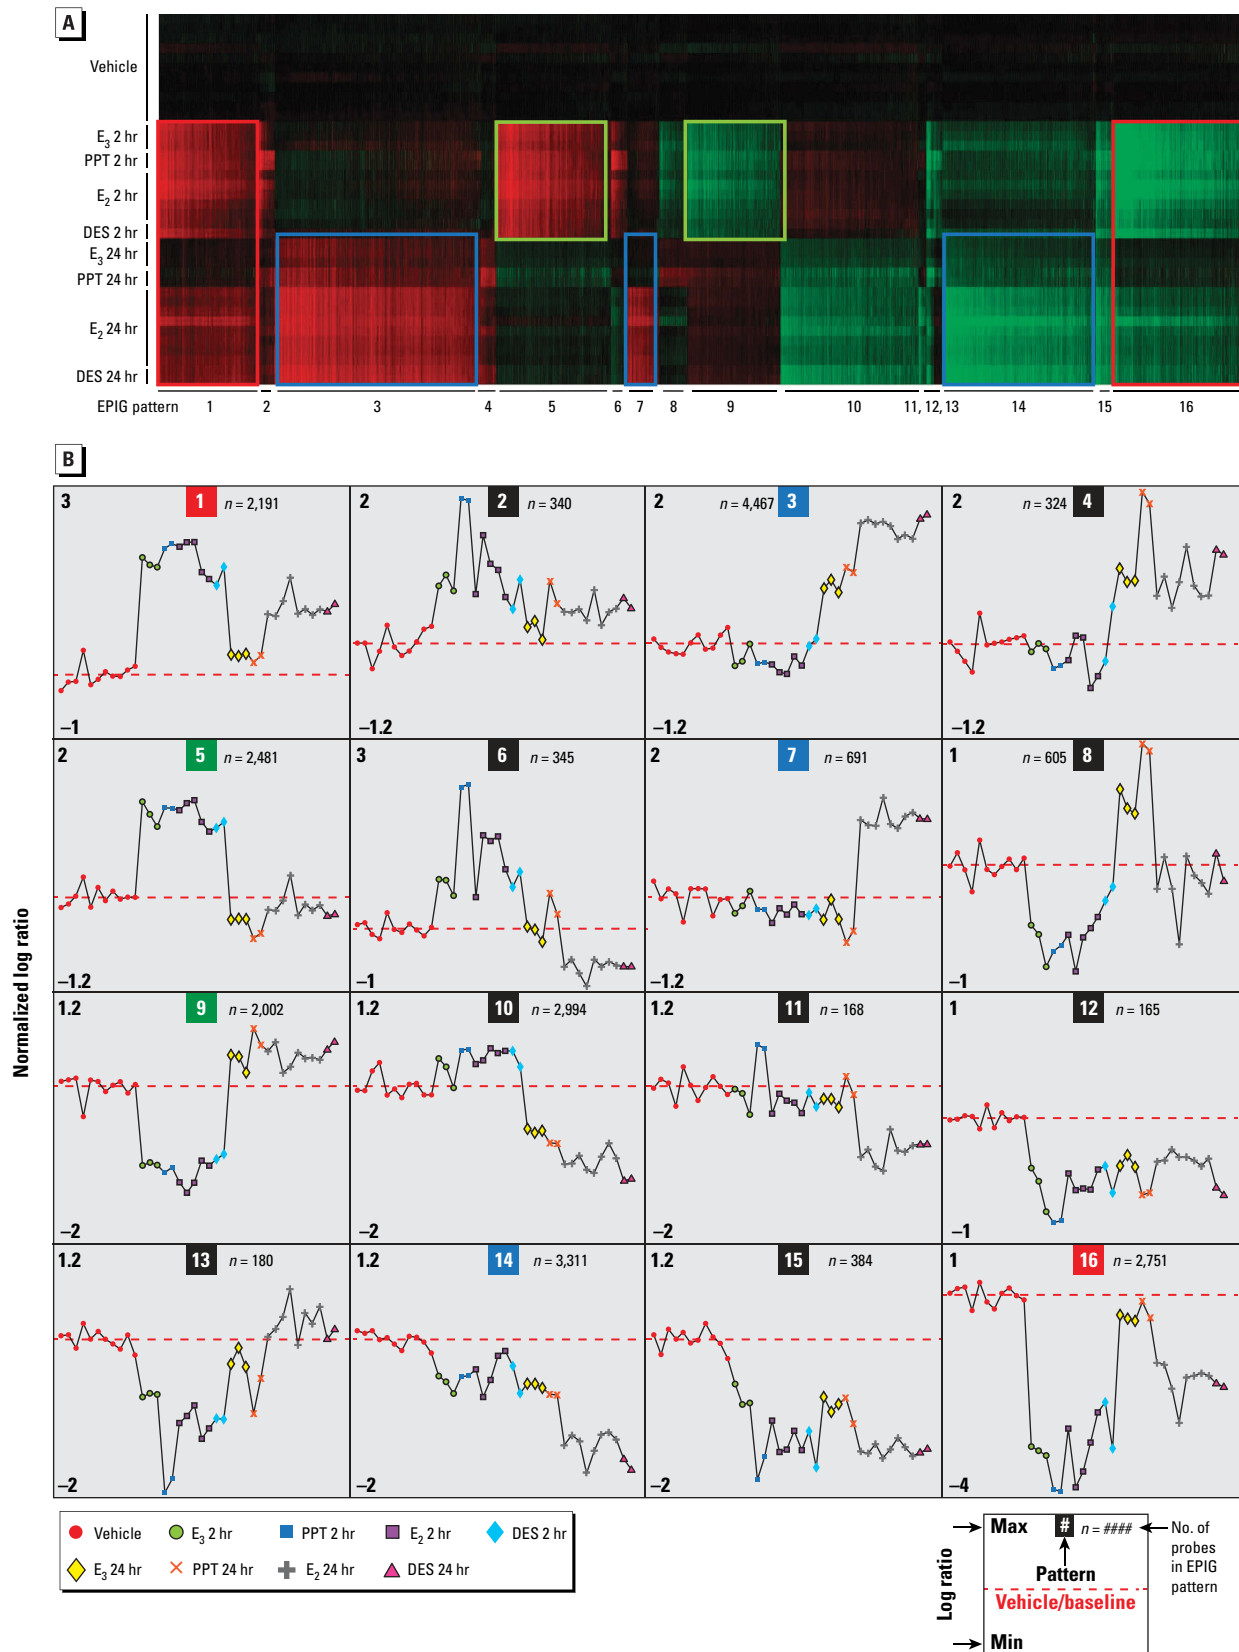 A
Vehicle
E3 2 hr
PPT 2 hr
E2 2 hr
DES 2 hr
E3 24 hr
PPT 24 hr
E2 24 hr
DES 24 hr
EPIG pattern 1 2 3 4 5 6 7 8 9 10 11, 12, 13 14 15 16
B
Normalized log ratio
3 1 n = 2,191 –1
2 2 n = 340 –1.2
2 n = 4,467 3 –1.2
2 n = 324 4 –1.2
2 5 n = 2,481 –1.2
3 6 n = 345 –1
2 7 n = 691 –1.2
1 n = 605 8 –1
1.2 9 n = 2,002 –2
1.2 10 n = 2,994 –2
1.2 11 n = 168 –2
1 12 n = 165 –1
1.2 13 n = 180 –2
1.2 14 n = 3,311 –2
1.2 15 n = 384 –2
1 16 n = 2,751 –4
Vehicle E3 2 hr PPT 2 hr E2 2 hr DES 2 hr
E3 24 hr PPT 24 hr E2 24 hr DES 24 hr
Log ratio
Max # n = #### No. of
probes
in EPIG
pattern
Pattern
Vehicle/baseline
Min